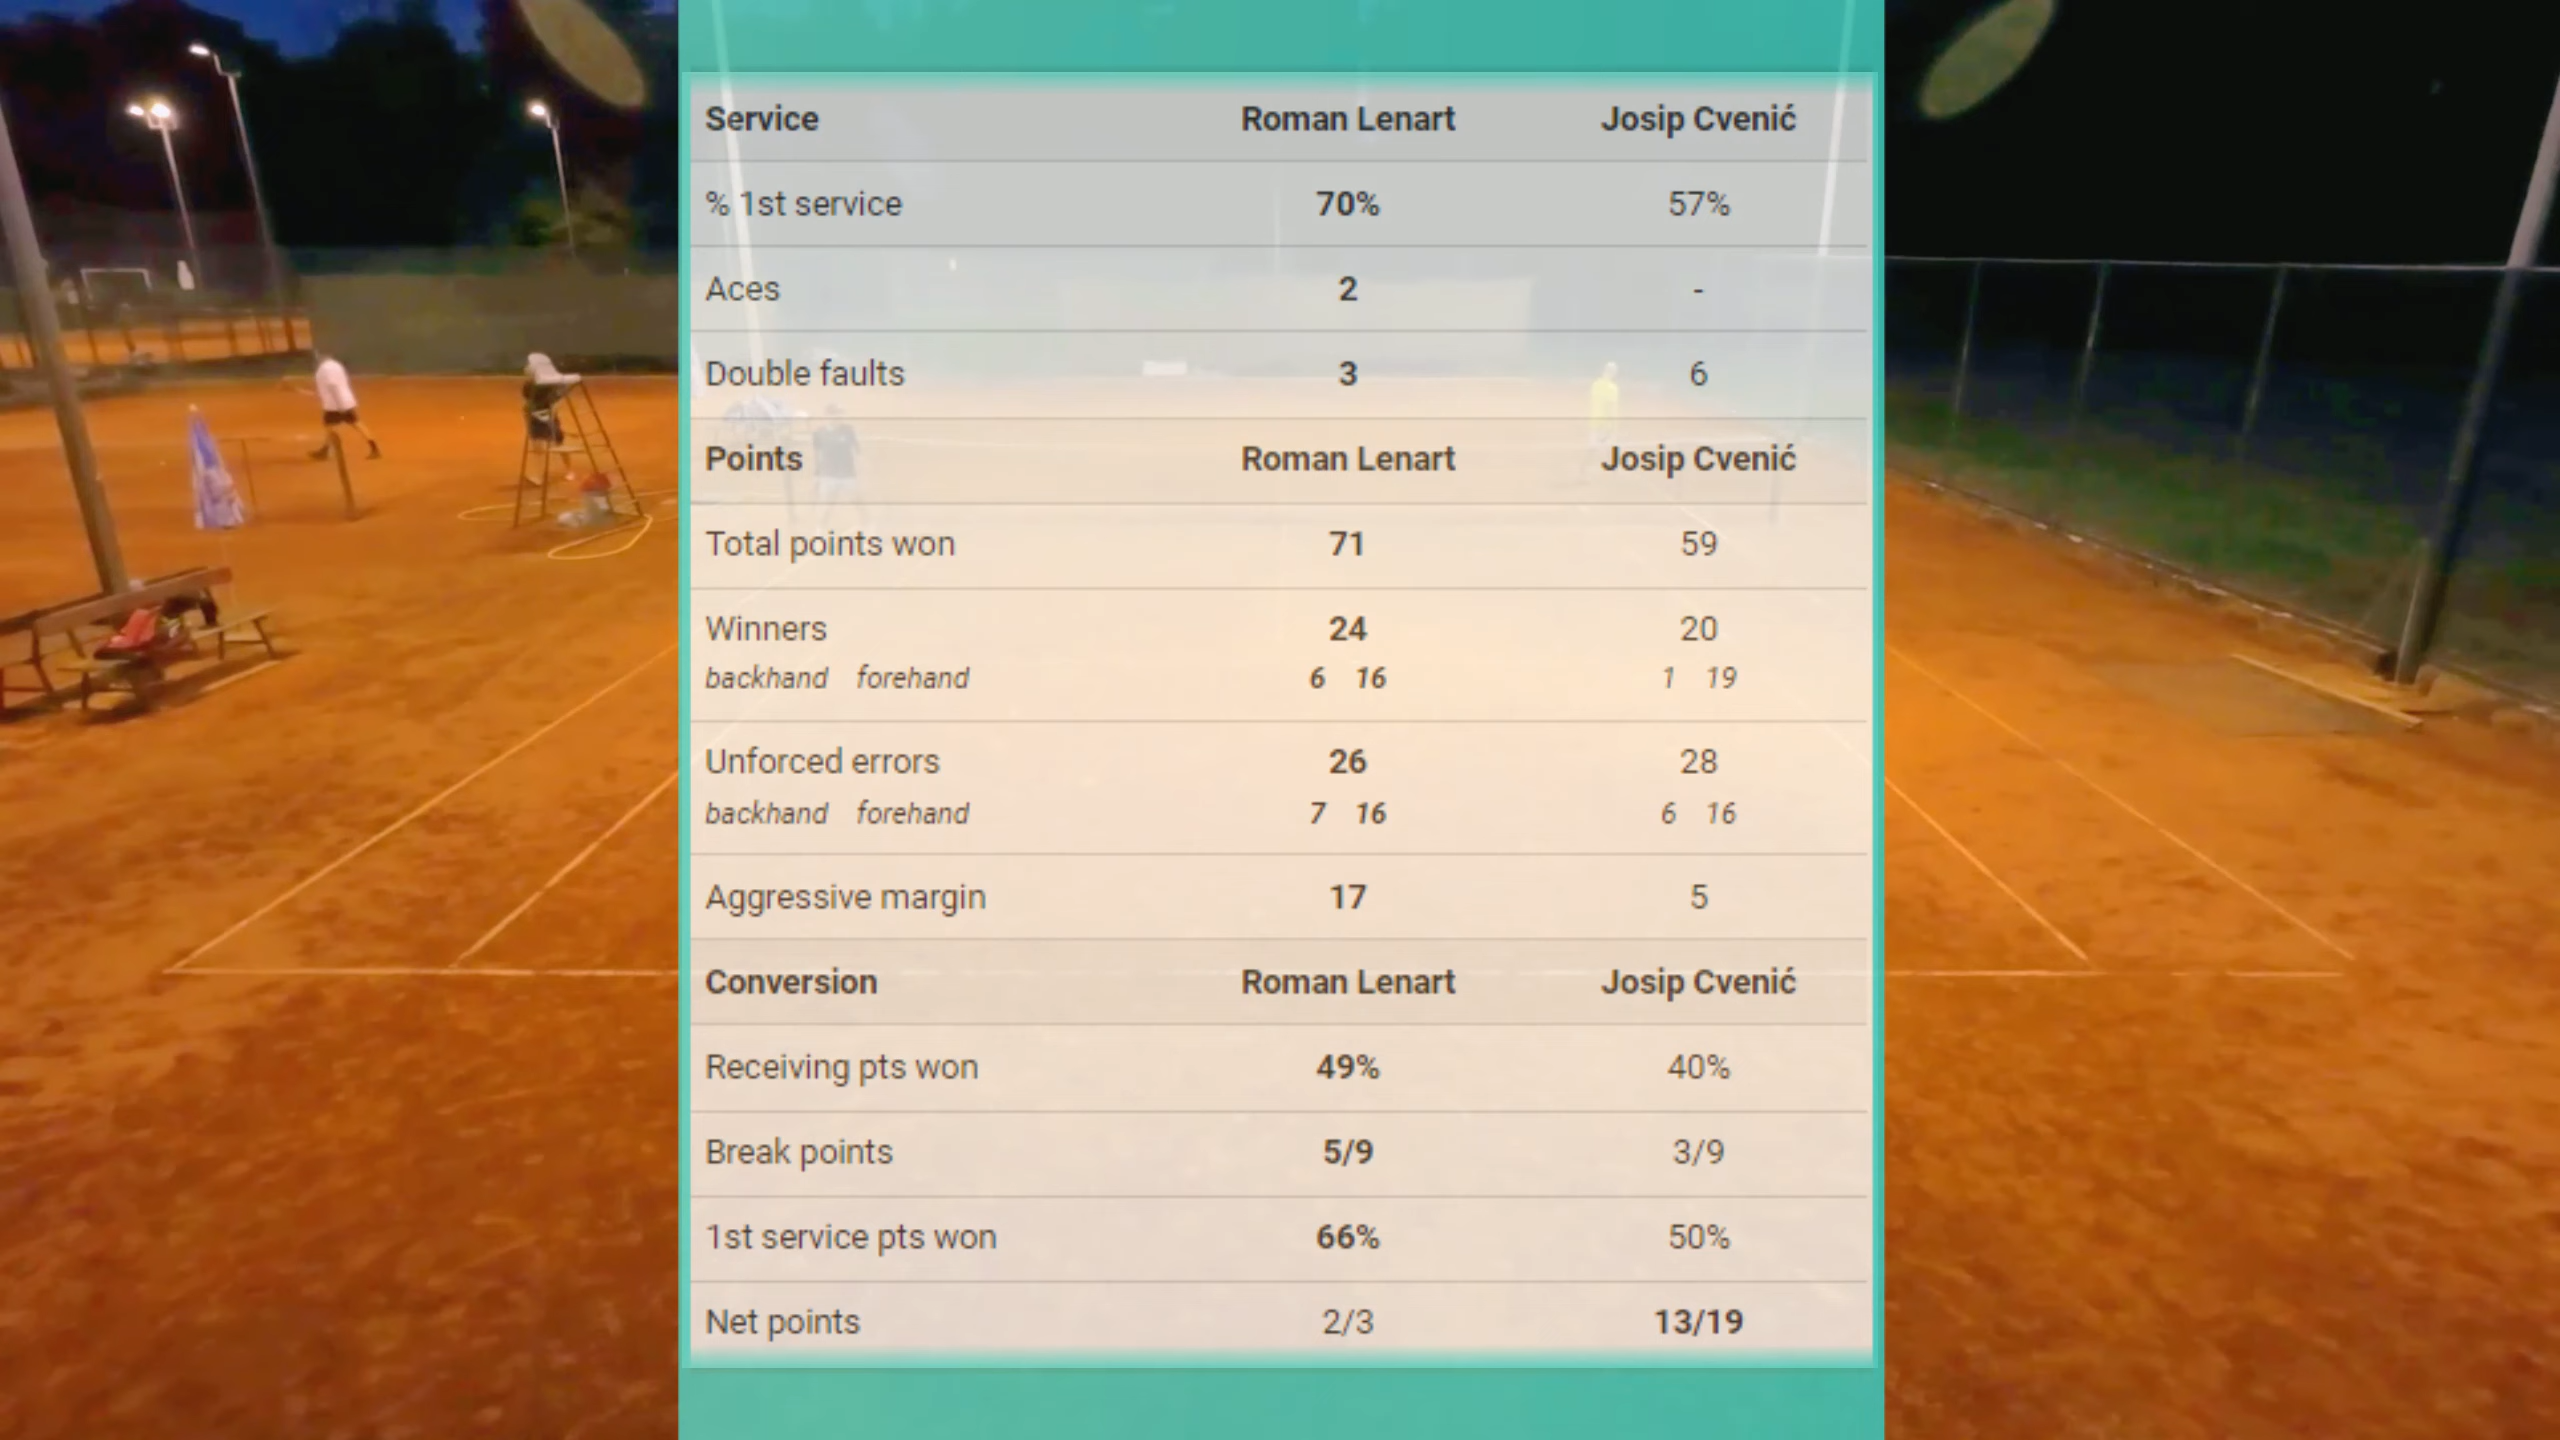 Service Roman Lenart Josip Cvenić
% 1st service 70% 57%
Aces 2 -
Double faults 3 6
Points Roman Lenart Josip Cvenić
Total points won 71 59
Winners 24 20
backhand forehand 6 16 1 19
Unforced errors 26 28
backhand forehand 7 16 6 16
Aggressive margin 17 5
Conversion Roman Lenart Josip Cvenić
Receiving pts won 49% 40%
Break points 5/9 3/9
1st service pts won 66% 50%
Net points 2/3 13/19